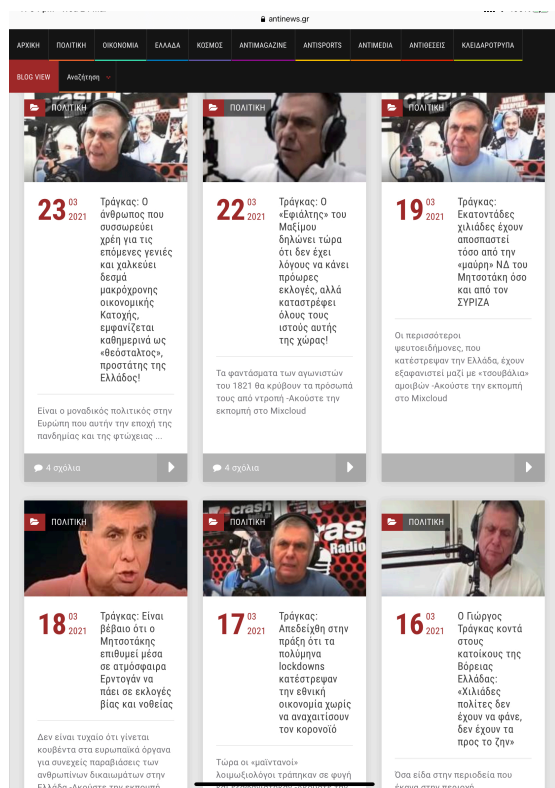 antinews.gr
ΑΡΧΙΚΗ ΠΟΛΙΤΙΚΗ ΟΙΚΟΝΟΜΙΑ ΕΛΛΑΔΑ ΚΟΣΜΟΣ ANTIMAGAZINE ANTISPORTS ANTIMEDIA ΑΝΤΙΘΕΣΕΙΣ ΚΛΕΙΔΑΡΟΤΡΥΠΑ
BLOG VIEW Αναζήτηση
ΠΟΛΙΤΙΚΗ
23 03
2021
Τράγκας: Ο
άνθρωπος που
συσσωρεύει
χρέη για τις
επόμενες γενιές
και χαλκεύει
δεσμά
μακρόχρονης
οικονομικής
Κατοχής,
εμφανίζεται
καθημερινά ως
«θεόσταλτος»,
προστάτης της
Ελλάδος!
Είναι ο μοναδικός πολιτικός στην
Ευρώπη που αυτήν την εποχή της
πανδημίας και της φτώχειας ...
4 σχόλια
ΠΟΛΙΤΙΚΗ
22 03
2021
Τράγκας: Ο
«Εφιάλτης» του
Μαξίμου
δηλώνει τώρα
ότι δεν έχει
λόγους να κάνει
πρόωρες
εκλογές, αλλά
καταστρέφει
όλους τους
ιστούς αυτής
της χώρας!
Τα φαντάσματα των αγωνιστών
του 1821 θα κρύβουν τα πρόσωπά
τους από ντροπή -Ακούστε την
εκπομπή στο Mixcloud
4 σχόλια
ΠΟΛΙΤΙΚΗ
19 03
2021
Τράγκας:
Εκατοντάδες
χιλιάδες έχουν
αποσπαστεί
τόσο από την
«μαύρη» ΝΔ του
Μητσοτάκη όσο
και από τον
ΣΥΡΙΖΑ
Οι περισσότεροι
ψευτοειδήμονες, που
κατέστρεψαν την Ελλάδα, έχουν
εξαφανιστεί μαζί με «τσουβάλια»
αμοιβών -Ακούστε την εκπομπή
στο Mixcloud
ΠΟΛΙΤΙΚΗ
18 03
2021
Τράγκας: Είναι
βέβαιο ότι ο
Μητσοτάκης
επιθυμεί μέσα
σε ατμόσφαιρα
Ερντογάν να
πάει σε εκλογές
βίας και νοθείας
Δεν είναι τυχαίο ότι γίνεται
κουβέντα στα ευρωπαϊκά όργανα
για συνεχείς παραβιάσεις των
ανθρωπίνων δικαιωμάτων στην
Ελλάδα -Ακούστε την εκπομπή
crash
Radio
ΠΟΛΙΤΙΚΗ
17 03
2021
Τράγκας:
Απεδείχθη στην
πράξη ότι τα
πολύμηνα
lockdowns
κατέστρεψαν
την εθνική
οικονομία χωρίς
να αναχαιτίσουν
τον κορονοϊό
Τώρα οι «μαϊντανοί»
λοιμωξιολόγοι τράπηκαν σε φυγή
ΠΟΛΙΤΙΚΗ
16 03
2021
Ο Γιώργος
Τράγκας κοντά
στους
κατοίκους της
Βόρειας
Ελλάδας:
«Χιλιάδες
πολίτες δεν
έχουν να φάνε,
δεν έχουν τα
προς το ζην»
Όσα είδα στην περιοδεία που
έκανα στην περιοχή